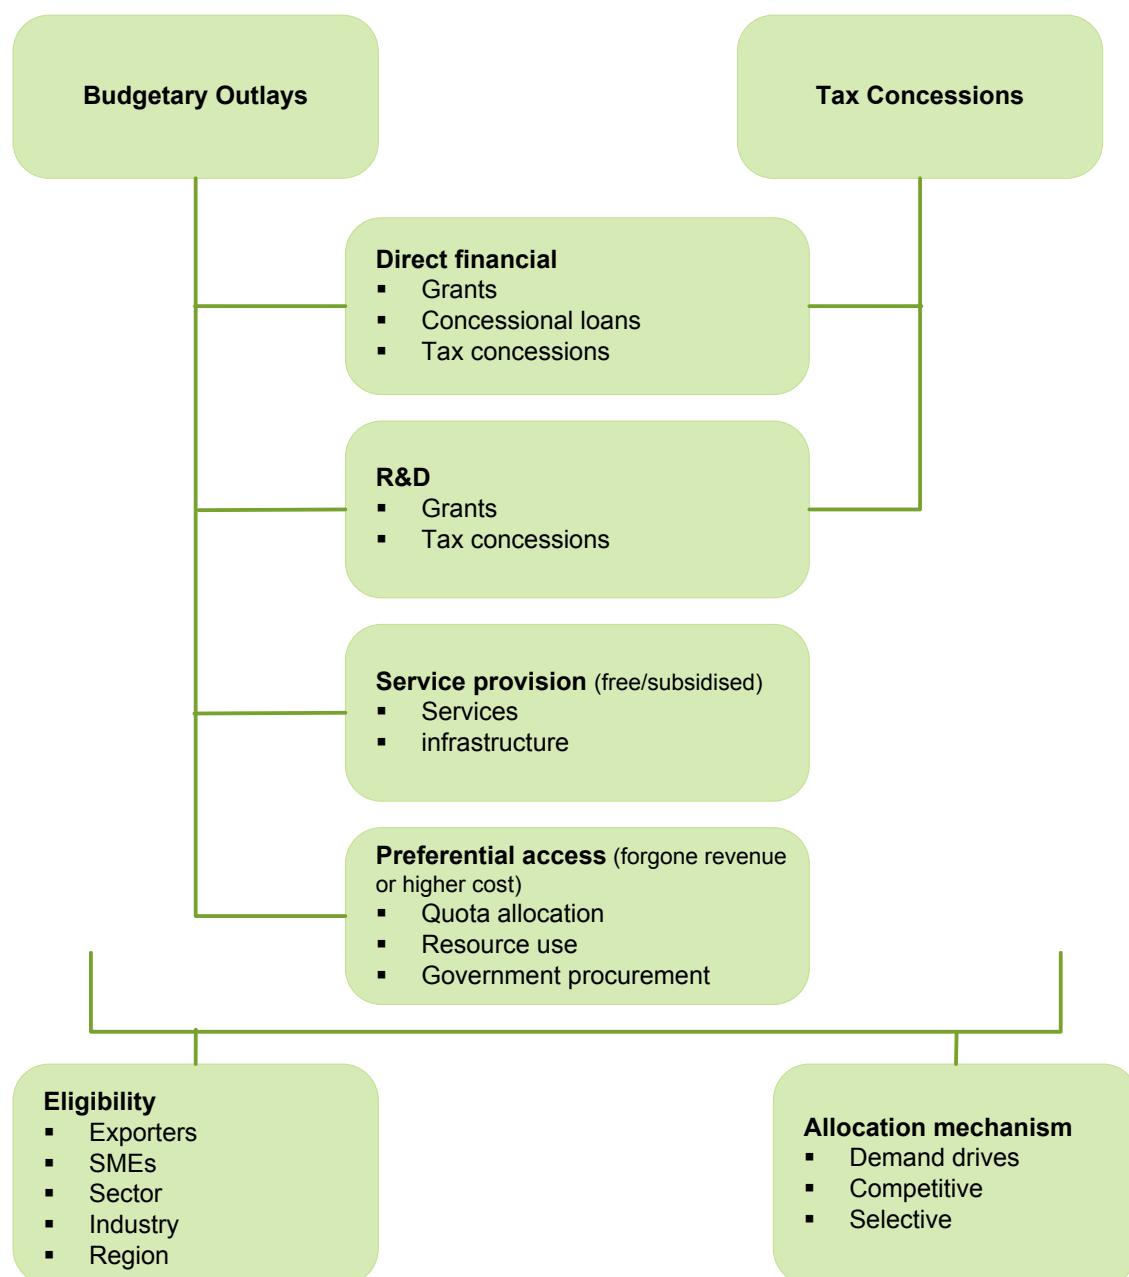 Budgetary Outlays
Tax Concessions
Direct financial
▪ Grants
▪ Concessional loans
▪ Tax concessions
R&D
▪ Grants
▪ Tax concessions
Service provision (free/subsidised)
▪ Services
▪ infrastructure
Preferential access (forgone revenue
or higher cost)
▪ Quota allocation
▪ Resource use
▪ Government procurement
Eligibility
▪ Exporters
▪ SMEs
▪ Sector
▪ Industry
▪ Region
Allocation mechanism
▪ Demand drives
▪ Competitive
▪ Selective